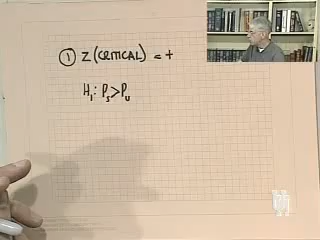 ① Z (CRITICAL) = +
H₁: Pₛ > Pᵤ